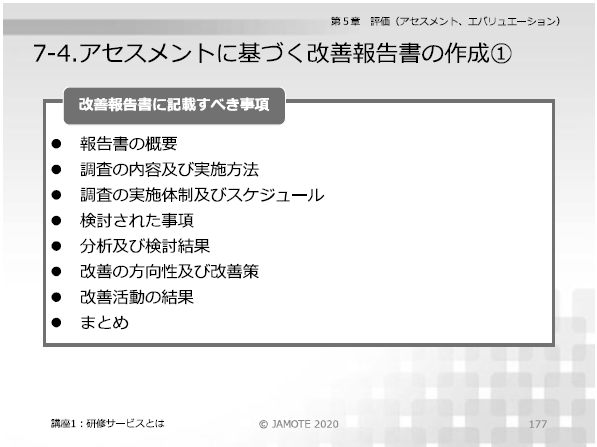 第５章　評価（アセスメント、エバリュエーション）
7-4.アセスメントに基づく改善報告書の作成①
改善報告書に記載すべき事項
● 報告書の概要
● 調査の内容及び実施方法
● 調査の実施体制及びスケジュール
● 検討された事項
● 分析及び検討結果
● 改善の方向性及び改善策
● 改善活動の結果
● まとめ
講座1：研修サービスとは
© JAMOTE 2020
177